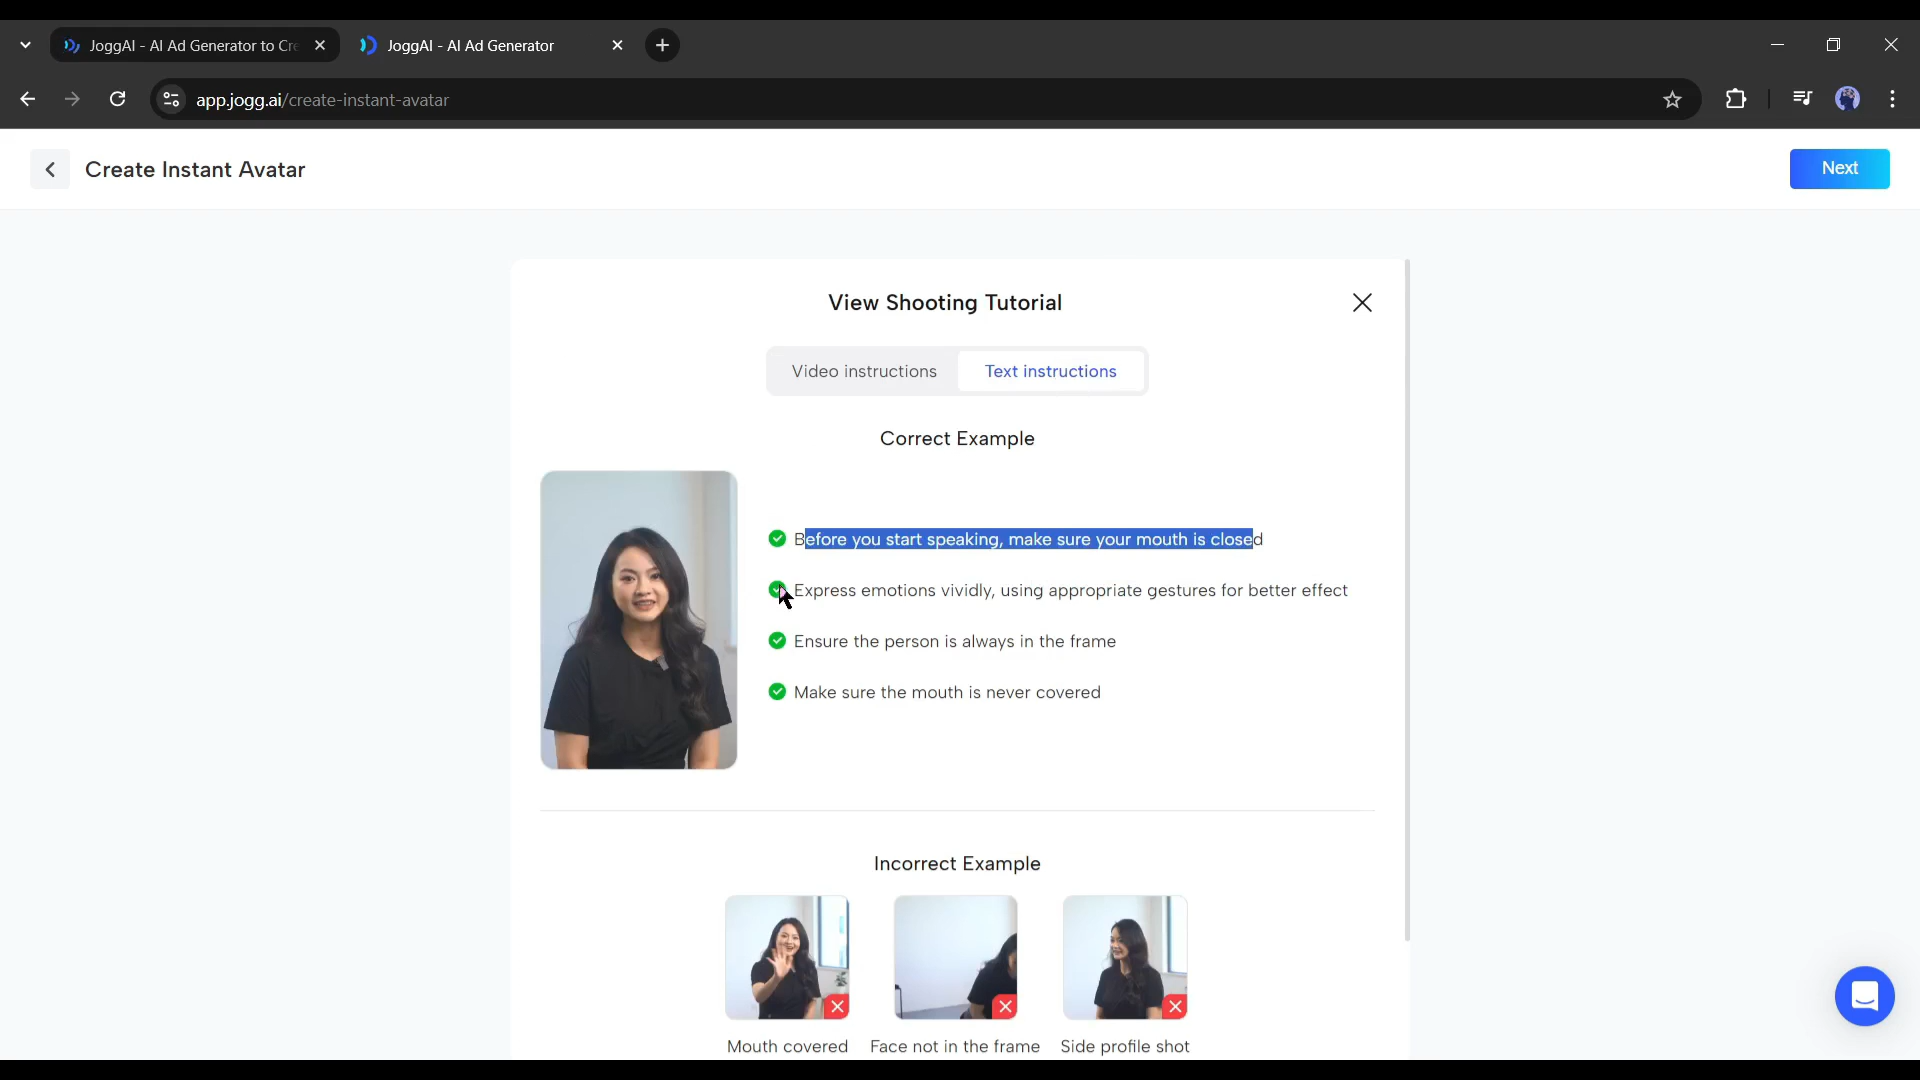 JoggAI - AI Ad Generator to Cre
JoggAI - AI Ad Generator
app.jogg.ai/create-instant-avatar
Create Instant Avatar
Next
View Shooting Tutorial
Video instructions
Text instructions
Correct Example
Before you start speaking, make sure your mouth is closed
Express emotions vividly, using appropriate gestures for better effect
Ensure the person is always in the frame
Make sure the mouth is never covered
Incorrect Example
Mouth covered
Face not in the frame
Side profile shot